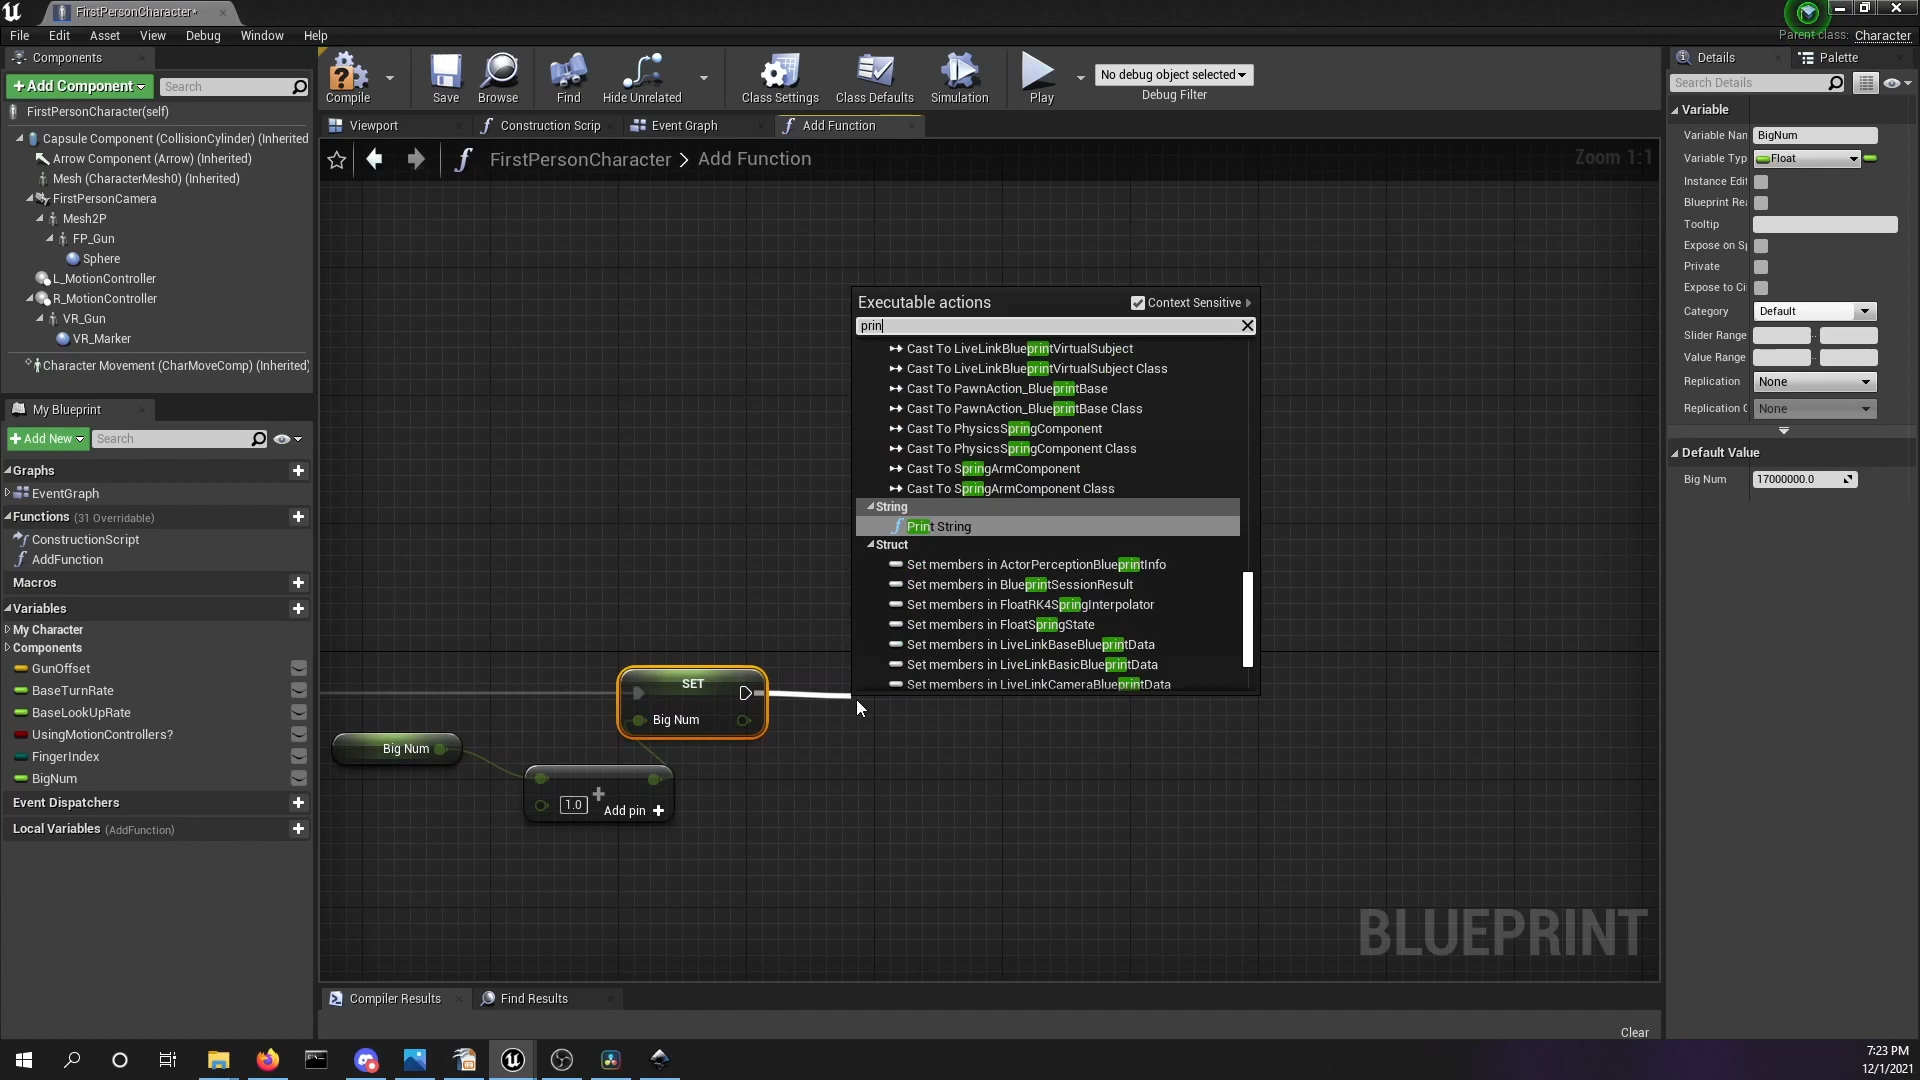 FirstPersonCharacter*
File Edit Asset View Debug Window Help
Parent class: Character
Components
+Add Component
Search
FirstPersonCharacter(self)
Capsule Component (CollisionCylinder) (Inherited
Arrow Component (Arrow) (Inherited)
Mesh (CharacterMesh0) (Inherited)
FirstPersonCamera
Mesh2P
FP_Gun
Sphere
L_MotionController
R_MotionController
VR_Gun
VR_Marker
Character Movement (CharMoveComp) (Inherited)
My Blueprint
+Add New
Search
Graphs
EventGraph
Functions (31 Overridable)
ConstructionScript
AddFunction
Macros
Variables
My Character
Components
GunOffset
BaseTurnRate
BaseLookUpRate
UsingMotionControllers?
FingerIndex
BigNum
Event Dispatchers
Local Variables (AddFunction)
Compile
Save
Browse
Find
Hide Unrelated
Class Settings
Class Defaults
Simulation
Play
No debug object selected
Debug Filter
Viewport
Construction Scrip
Event Graph
Add Function
FirstPersonCharacter > Add Function
Zoom 1:1
Executable actions
Context Sensitive
prin
Cast To LiveLinkBlueprintVirtualSubject
Cast To LiveLinkBlueprintVirtualSubject Class
Cast To PawnAction_BlueprintBase
Cast To PawnAction_BlueprintBase Class
Cast To PhysicsSpringComponent
Cast To PhysicsSpringComponent Class
Cast To SpringArmComponent
Cast To SpringArmComponent Class
String
Print String
Struct
Set members in ActorPerceptionBlueprintInfo
Set members in BlueprintSessionResult
Set members in FloatRK4SpringInterpolator
Set members in FloatSpringState
Set members in LiveLinkBaseBlueprintData
Set members in LiveLinkBasicBlueprintData
Set members in LiveLinkCameraBlueprintData
SET
Big Num
Big Num
1.0
Add pin +
BLUEPRINT
Compiler Results
Find Results
Clear
Details
Palette
Search Details
Variable
Variable Nan BigNum
Variable Typ Float
Instance Edit
Blueprint Rea
Tooltip
Expose on Sp
Private
Expose to Ci
Category Default
Slider Range
Value Range
Replication None
Replication C None
Default Value
Big Num 17000000.0
7:23 PM
12/1/2021